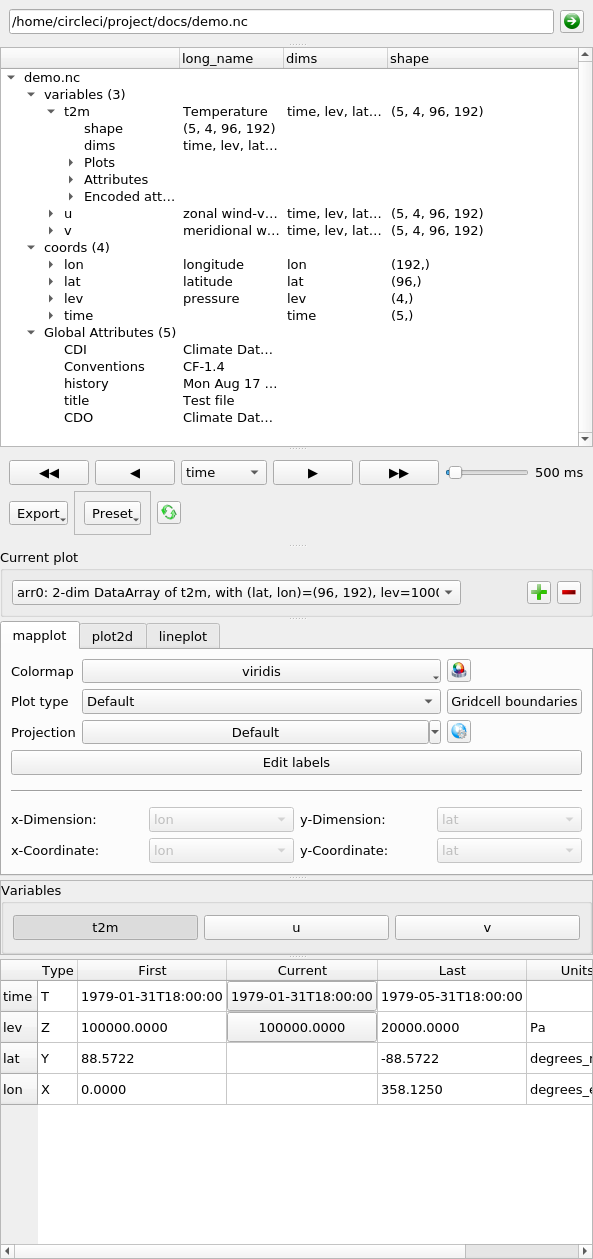 /home/circleci/project/docs/demo.nc
long_name dims shape
demo.nc
variables (3)
t2m Temperature time, lev, lat... (5, 4, 96, 192)
shape (5, 4, 96, 192)
dims time, lev, lat...
Plots
Attributes
Encoded att...
u zonal wind-v... time, lev, lat... (5, 4, 96, 192)
v meridional w... time, lev, lat... (5, 4, 96, 192)
coords (4)
lon longitude lon (192,)
lat latitude lat (96,)
lev pressure lev (4,)
time time (5,)
Global Attributes (5)
CDI Climate Dat...
Conventions CF-1.4
history Mon Aug 17 ...
title Test file
CDO Climate Dat...
time 500 ms
Export Preset
Current plot
arr0: 2-dim DataArray of t2m, with (lat, lon)=(96, 192), lev=1000
mapplot plot2d lineplot
Colormap viridis
Plot type Default Gridcell boundaries
Projection Default
Edit labels
x-Dimension: lon y-Dimension: lat
x-Coordinate: lon y-Coordinate: lat
Variables
t2m u v
Type First Current Last Units
time T 1979-01-31T18:00:00 1979-01-31T18:00:00 1979-05-31T18:00:00
lev Z 100000.0000 100000.0000 20000.0000 Pa
lat Y 88.5722 -88.5722 degrees_
lon X 0.0000 358.1250 degrees_